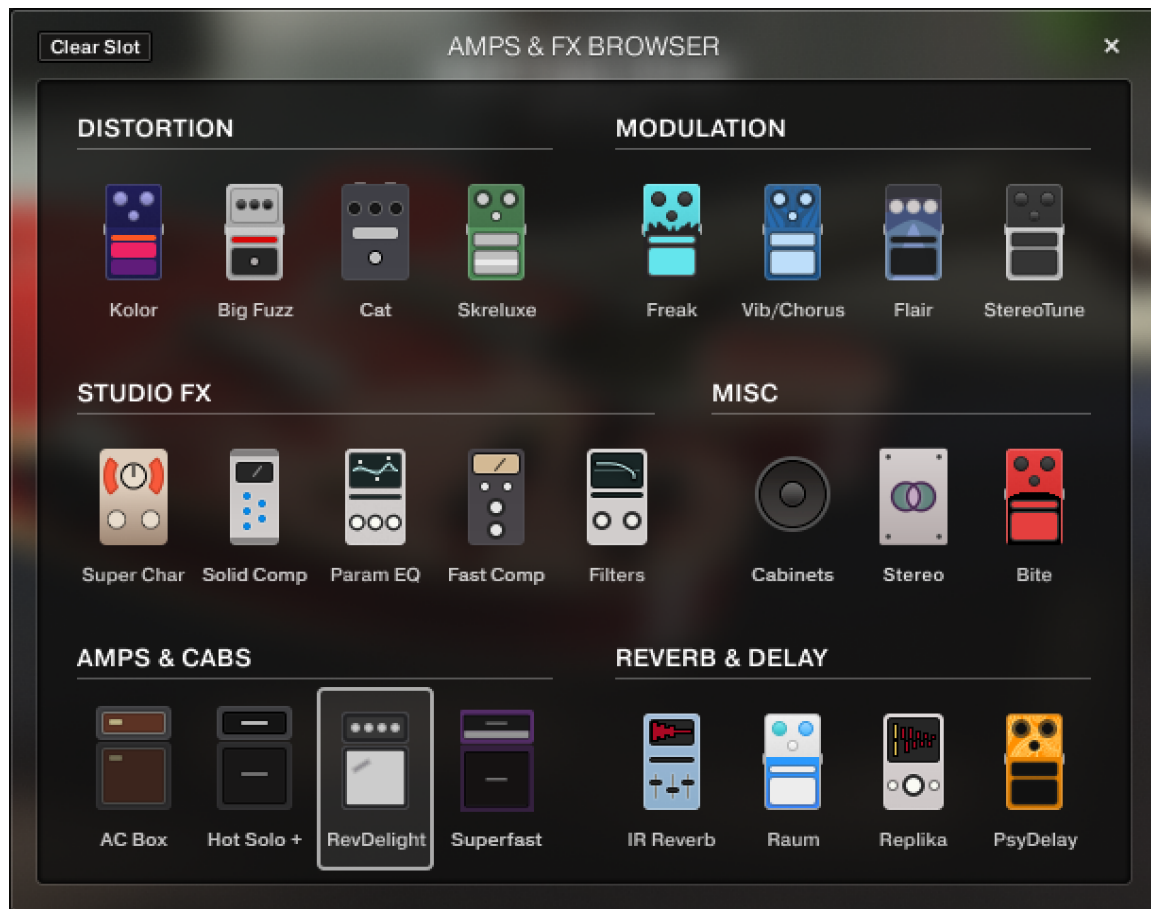 Clear Slot
AMPS & FX BROWSER
×
DISTORTION
Kolor
Big Fuzz
Cat
Skreluxe
MODULATION
Freak
Vib/Chorus
Flair
StereoTune
STUDIO FX
Super Char
Solid Comp
Param EQ
Fast Comp
Filters
MISC
Cabinets
Stereo
Bite
AMPS & CABS
AC Box
Hot Solo +
RevDelight
Superfast
REVERB & DELAY
IR Reverb
Raum
Replika
PsyDelay